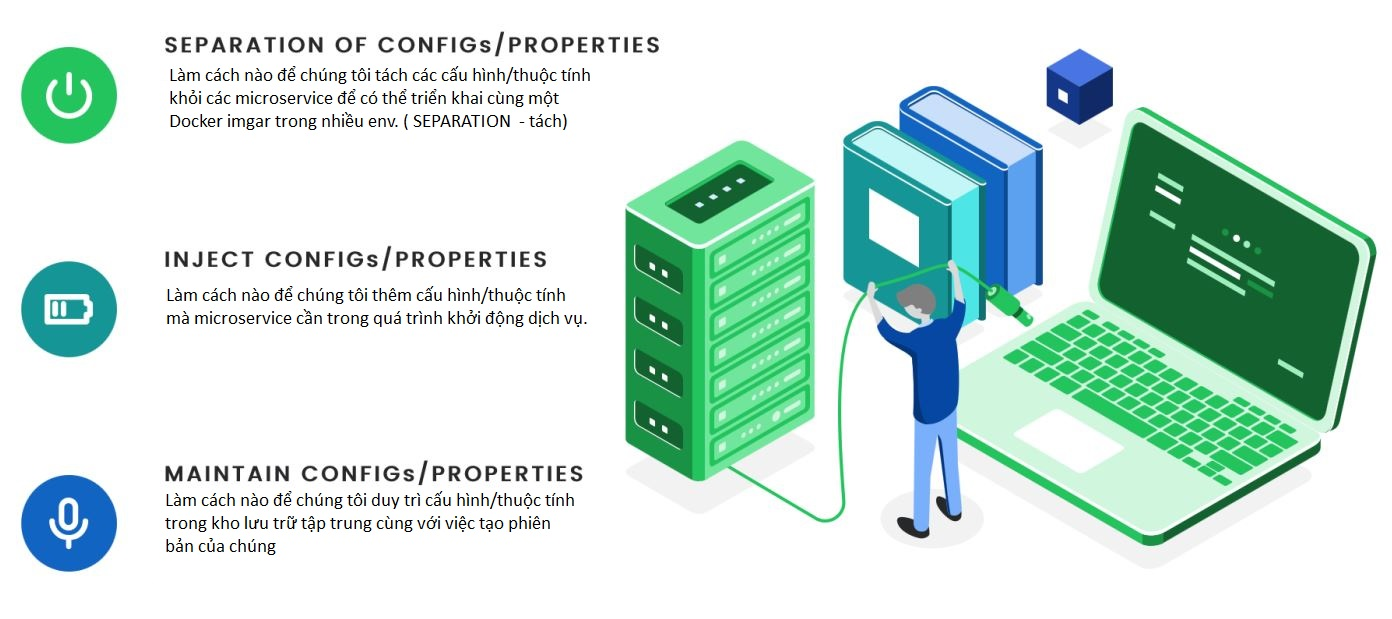 SEPARATION OF CONFIGs/PROPERTIES
Làm cách nào để chúng tôi tách các cấu hình/thuộc tính
khỏi các microservice để có thể triển khai cùng một
Docker imgar trong nhiều env. ( SEPARATION - tách)
INJECT CONFIGs/PROPERTIES
Làm cách nào để chúng tôi thêm cấu hình/thuộc tính
mà microservice cần trong quá trình khởi động dịch vụ.
MAINTAIN CONFIGs/PROPERTIES
Làm cách nào để chúng tôi duy trì cấu hình/thuộc tính
trong kho lưu trữ tập trung cùng với việc tạo phiên
bản của chúng